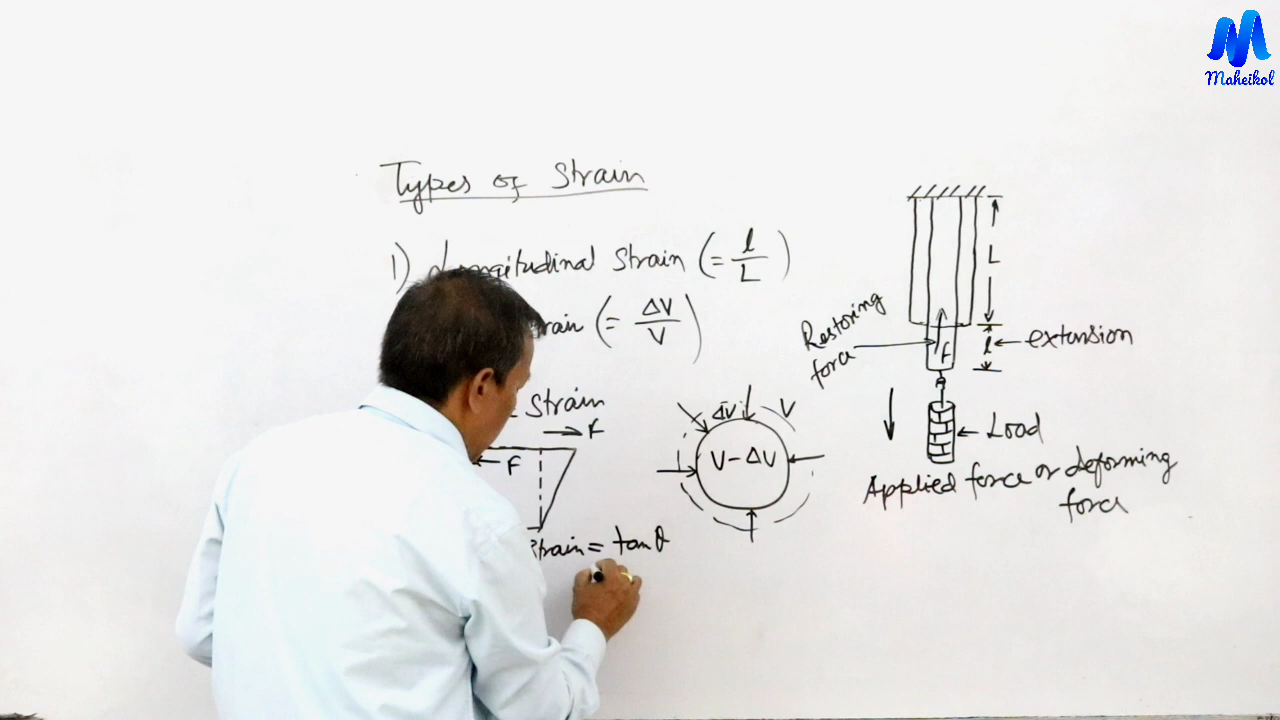 Maheikol
Types of Strain
1) Longitudinal Strain (= l/L)
(= ΔV/V)
Strain
F
F
Strain = tan θ
ΔV
V
V - ΔV
L
l
extension
Restoring
force
F
Load
Applied force or deforming
force